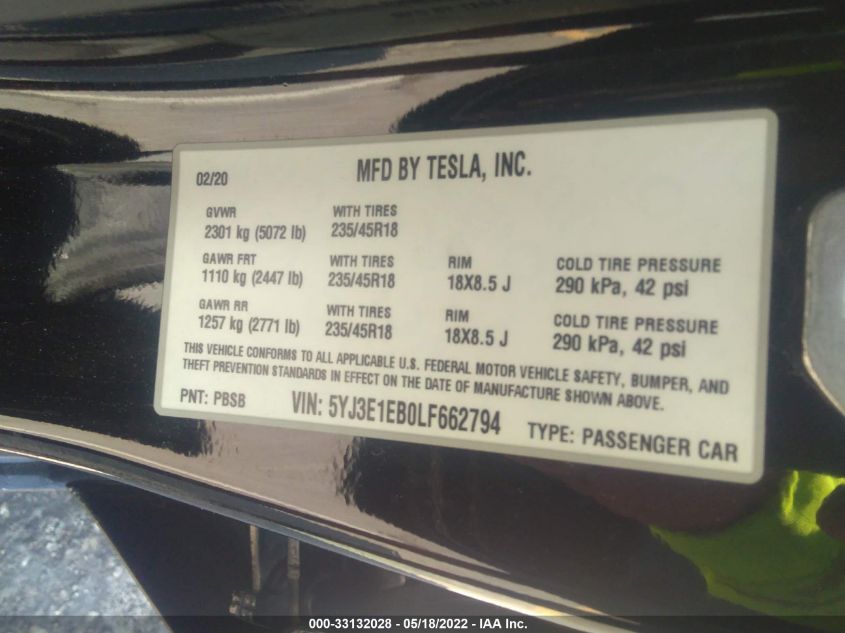 02/20 MFD BY TESLA, INC.
GVWR WITH TIRES
2301 kg (5072 lb) 235/45R18
GAWR FRT WITH TIRES RIM COLD TIRE PRESSURE
1110 kg (2447 lb) 235/45R18 18X8.5 J 290 kPa, 42 psi
GAWR RR WITH TIRES RIM COLD TIRE PRESSURE
1257 kg (2771 lb) 235/45R18 18X8.5 J 290 kPa, 42 psi
THIS VEHICLE CONFORMS TO ALL APPLICABLE U.S. FEDERAL MOTOR VEHICLE SAFETY, BUMPER, AND
THEFT PREVENTION STANDARDS IN EFFECT ON THE DATE OF MANUFACTURE SHOWN ABOVE.
PNT: PBSB VIN: 5YJ3E1EB0LF662794 TYPE: PASSENGER CAR
000-33132028 - 05/18/2022 - IAA Inc.